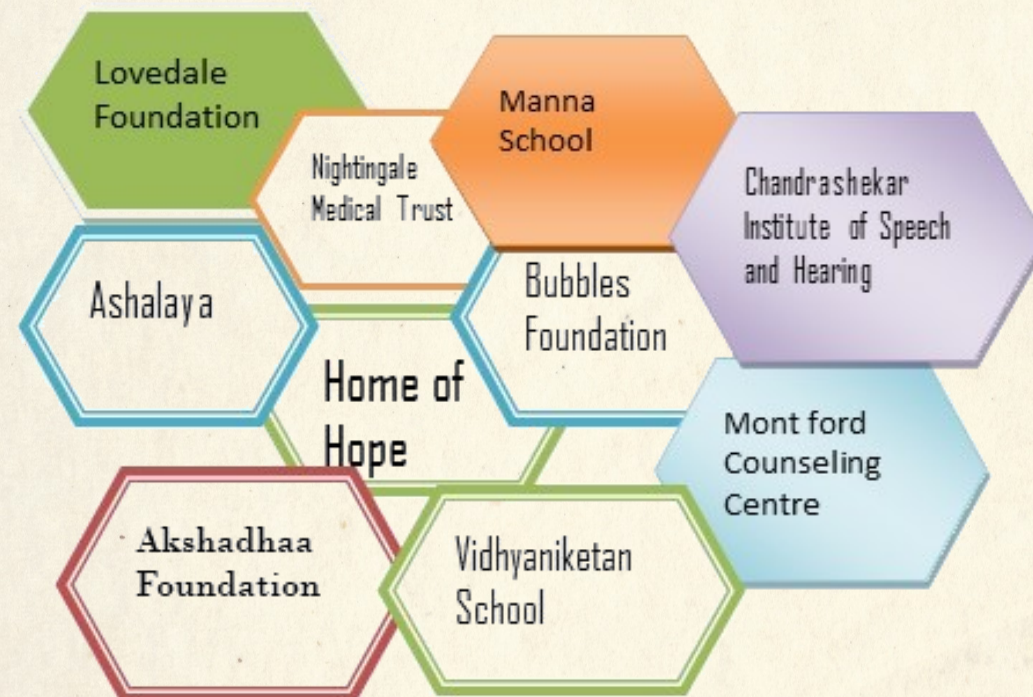 Lovedale
Foundation
Nightingale
Medical Trust
Manna
School
Chandrashekar
Institute of Speech
and Hearing
Ashalaya
Bubbles
Foundation
Home of
Hope
Mont ford
Counseling
Centre
Akshadhaa
Foundation
Vidhyaniketan
School